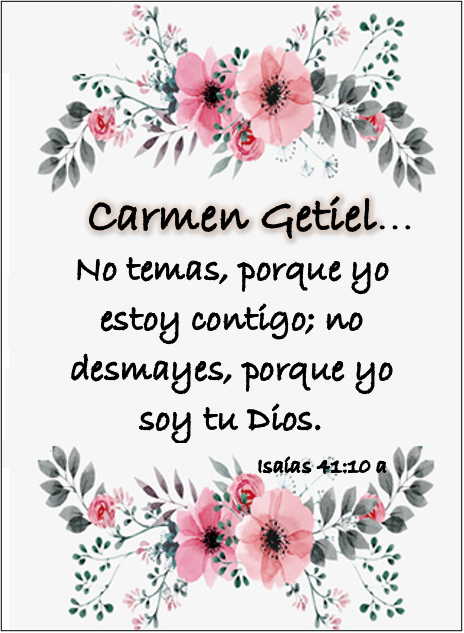 Carmen Getiel...
No temas, porque yo
estoy contigo; no
desmayes, porque yo
soy tu Dios.
Isaías 41:10 a